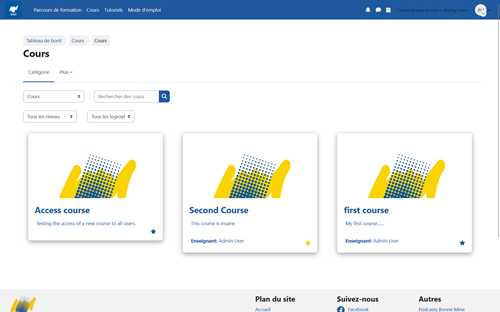 Parcours de formation Cours Tutoriels Mode d'emploi
Tableau de bord Cours Cours
Cours
Catégorie Plus
Cours Rechercher des cours
Tous les niveau Tous les logiciel
Access course
Testing the access of a new course to all users.
Second Course
This course is insane
Enseignant: Admin User
first course
My first course.....
Enseignant: Admin User
Plan du site
Accueil
Suivez-nous
Facebook
Autres
Podcasts Bonne Mine